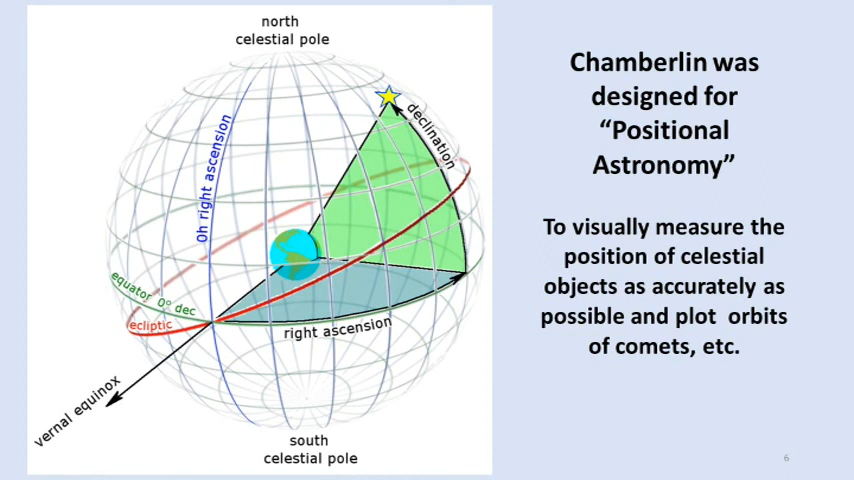 north
celestial pole
declination
0h right ascension
equator 0° dec
ecliptic
right ascension
vernal equinox
south
celestial pole
Chamberlin was
designed for
“Positional
Astronomy”
To visually measure the
position of celestial
objects as accurately as
possible and plot orbits
of comets, etc.
6